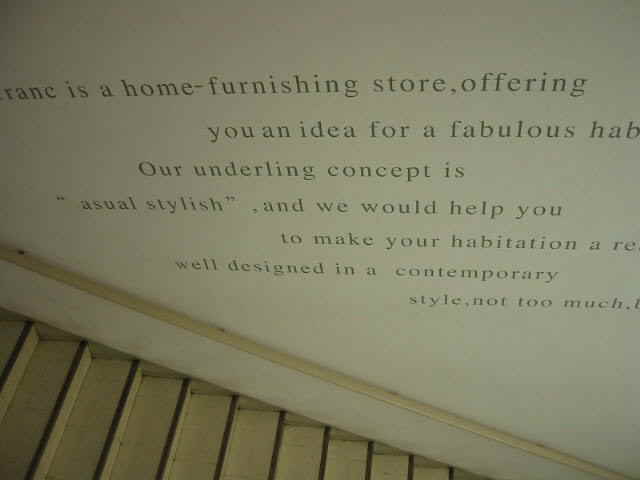 ranc is a home-furnishing store,offering
you an idea for a fabulous hab
Our underling concept is
" asual stylish" ,and we would help you
to make your habitation a re
well designed in a contemporary
style,not too much,